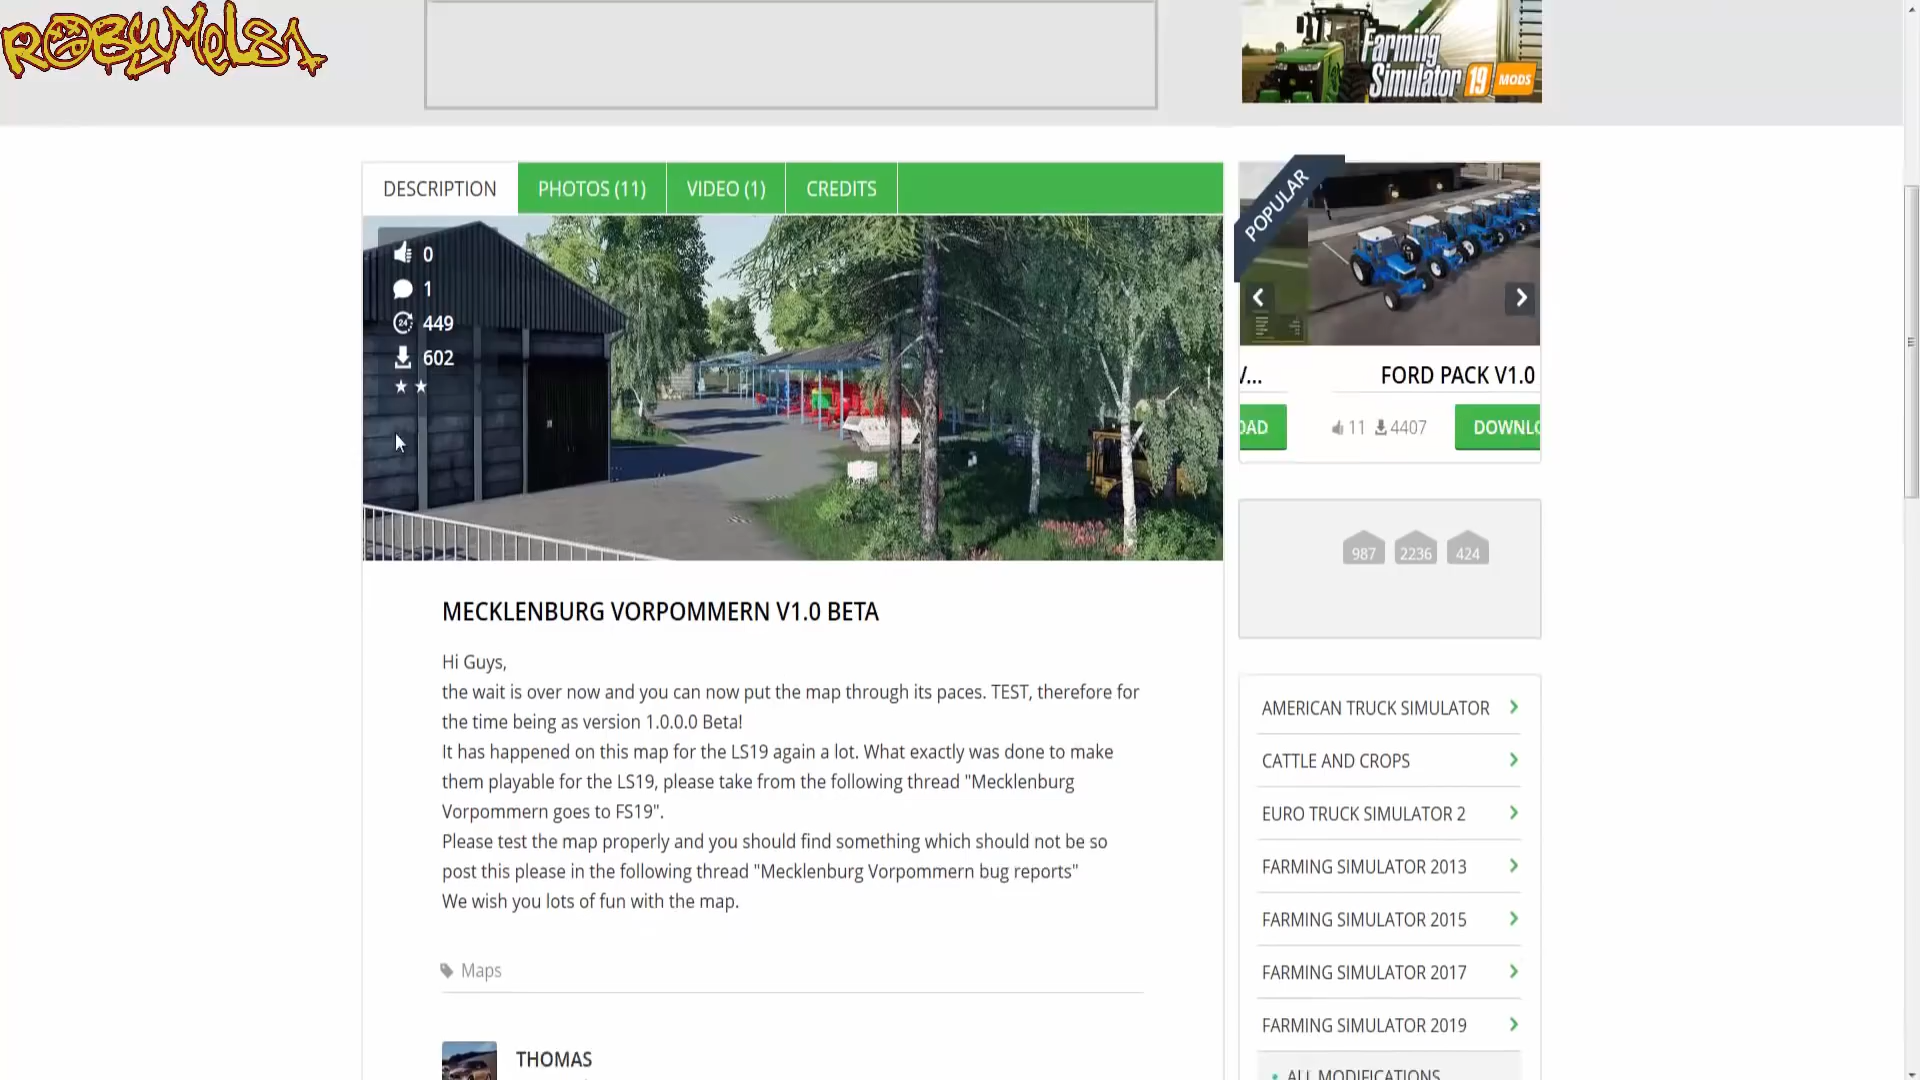 RobyMel81
Farming
Simulator 19 MODS
DESCRIPTION
PHOTOS (11)
VIDEO (1)
CREDITS
0
1
24 449
602
MECKLENBURG VORPOMMERN V1.0 BETA
Hi Guys,
the wait is over now and you can now put the map through its paces. TEST, therefore for
the time being as version 1.0.0.0 Beta!
It has happened on this map for the LS19 again a lot. What exactly was done to make
them playable for the LS19, please take from the following thread "Mecklenburg
Vorpommern goes to FS19".
Please test the map properly and you should find something which should not be so
post this please in the following thread "Mecklenburg Vorpommern bug reports"
We wish you lots of fun with the map.
Maps
THOMAS
POPULAR
V... FORD PACK V1.0
OAD 11 4407 DOWNLO
987 2236 424
AMERICAN TRUCK SIMULATOR
CATTLE AND CROPS
EURO TRUCK SIMULATOR 2
FARMING SIMULATOR 2013
FARMING SIMULATOR 2015
FARMING SIMULATOR 2017
FARMING SIMULATOR 2019
ALL MODIFICATIONS